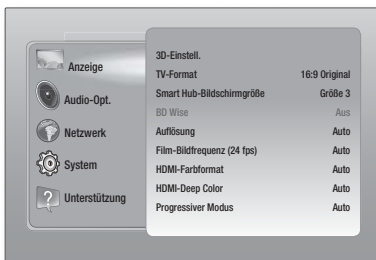 Anzeige
Audio-Opt.
Netzwerk
System
Unterstützung
3D-Einstell.
TV-Format 16:9 Original
Smart Hub-Bildschirmgröße Größe 3
BD Wise Aus
Auflösung Auto
Film-Bildfrequenz (24 fps) Auto
HDMI-Farbformat Auto
HDMI-Deep Color Auto
Progressiver Modus Auto